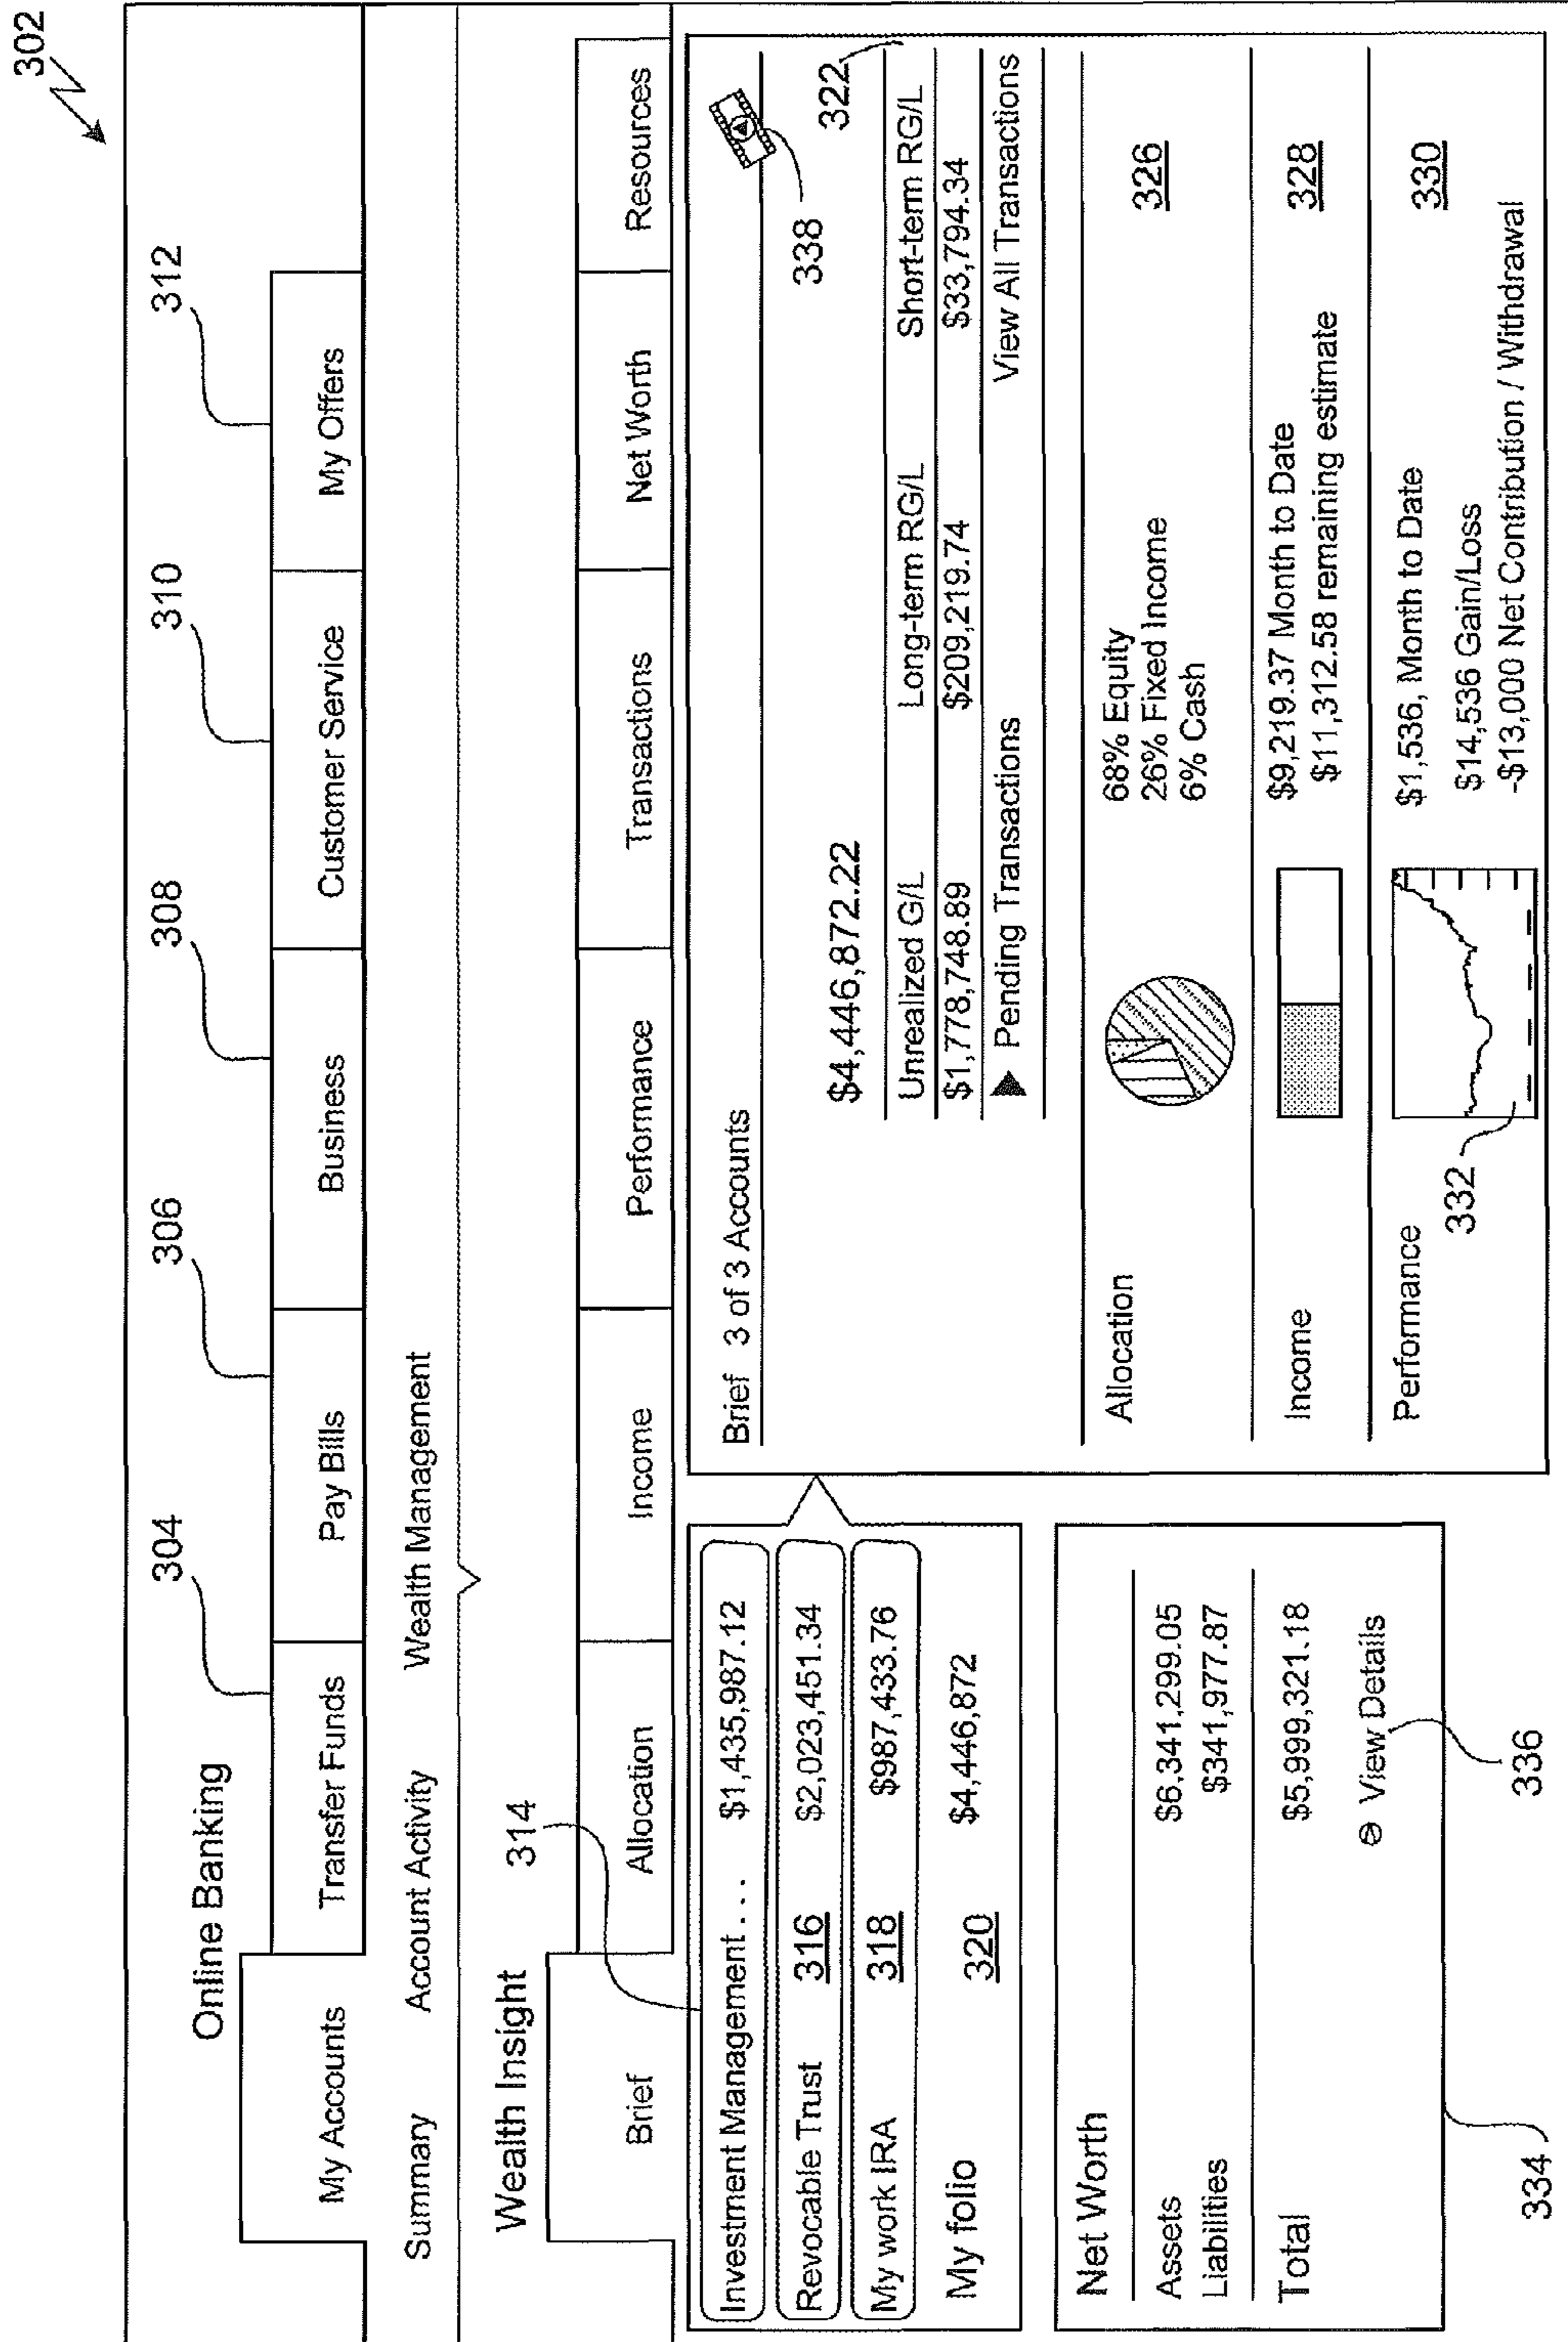 302
Online Banking
304 306 308 310 312
My Accounts Transfer Funds Pay Bills Business Customer Service My Offers
Summary Account Activity Wealth Management
Wealth Insight
314
Brief Allocation Income Performance Transactions Net Worth Resources
Investment Management . . . $1,435,987.12
Revocable Trust 316 $2,023,451.34
My work IRA 318 $987,433.76
My folio $4,446,872
320
Net Worth
Assets $6,341,299.05
Liabilities $341,977.87
Total $5,999,321.18
View Details
334 336
Brief 3 of 3 Accounts
338
$4,446,872.22
322
Unrealized G/L Long-term RG/L Short-term RG/L
$1,778,748.89 $209,219.74 $33,794.34
Pending Transactions View All Transactions
Allocation
68% Equity
26% Fixed Income 326
6% Cash
Income
$9,219.37 Month to Date 328
$11,312.58 remaining estimate
Performance
$1,536, Month to Date 330
332
$14,536 Gain/Loss
-$13,000 Net Contribution / Withdrawal